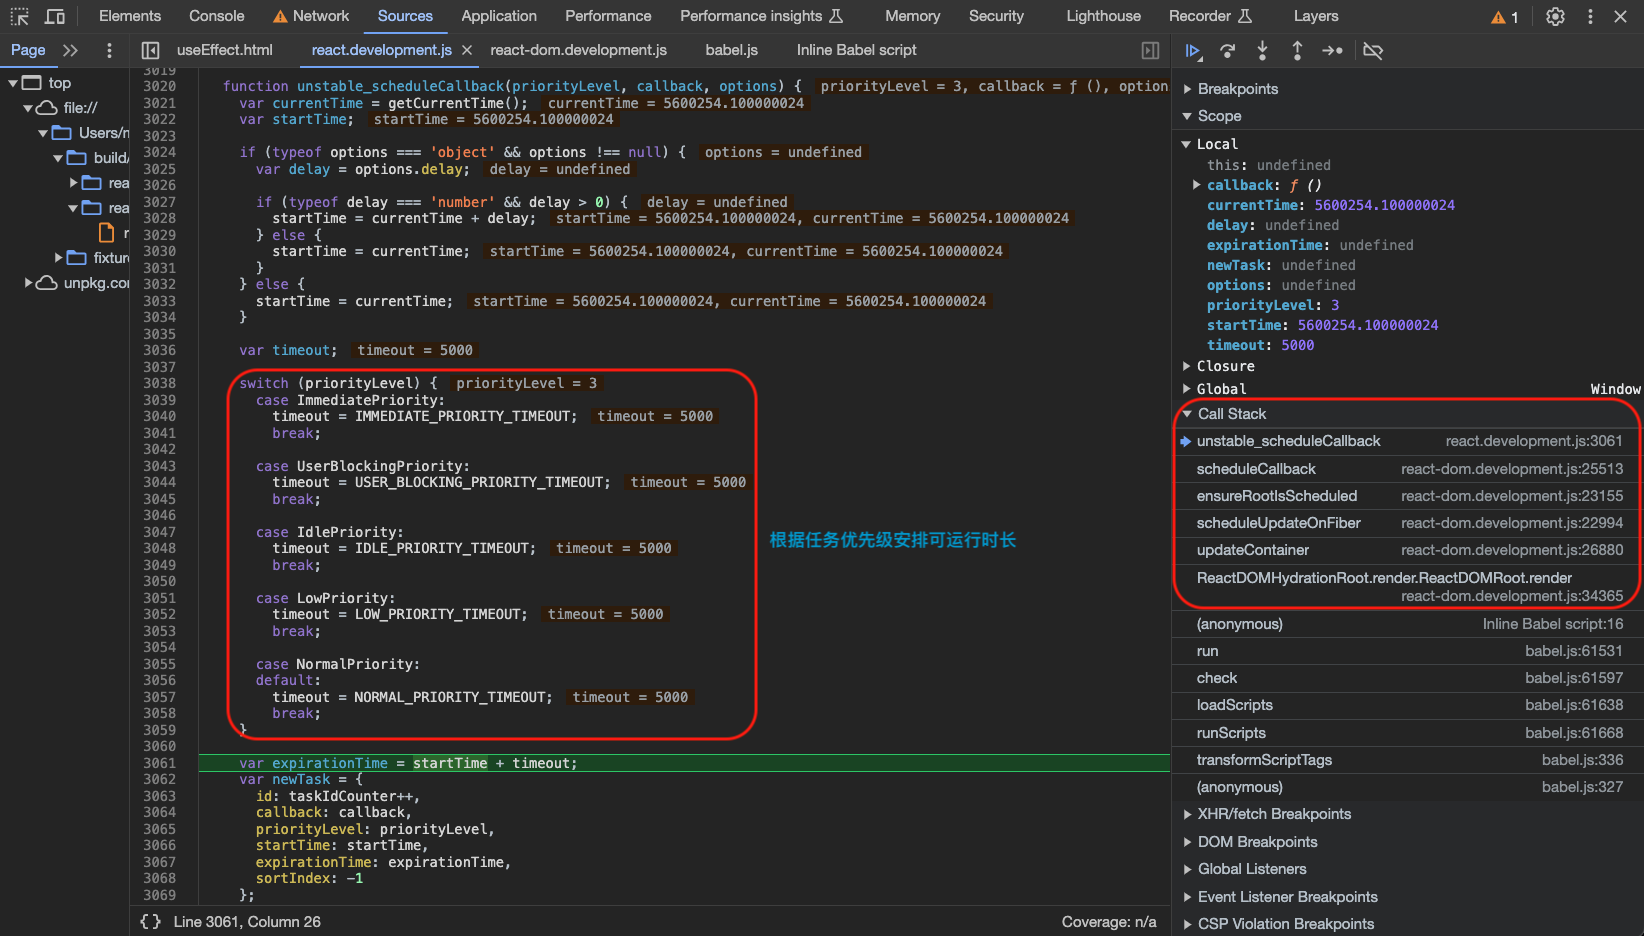 Elements Console Network Sources Application Performance Performance insights Memory Security Lighthouse Recorder Layers 1
Page useEffect.html react.development.js react-dom.development.js babel.js Inline Babel script
top
file://
Users/
build/
rea
rea
r
fixture
unpkg.co
3019
3020 function unstable_scheduleCallback(priorityLevel, callback, options) { priorityLevel = 3, callback = ƒ (), option
3021 var currentTime = getCurrentTime(); currentTime = 5600254.100000024
3022 var startTime; startTime = 5600254.100000024
3023
3024 if (typeof options === 'object' && options !== null) { options = undefined
3025 var delay = options.delay; delay = undefined
3026
3027 if (typeof delay === 'number' && delay > 0) { delay = undefined
3028 startTime = currentTime + delay; startTime = 5600254.100000024, currentTime = 5600254.100000024
3029 } else {
3030 startTime = currentTime; startTime = 5600254.100000024, currentTime = 5600254.100000024
3031 }
3032 } else {
3033 startTime = currentTime; startTime = 5600254.100000024, currentTime = 5600254.100000024
3034 }
3035
3036 var timeout; timeout = 5000
3037
3038 switch (priorityLevel) { priorityLevel = 3
3039 case ImmediatePriority:
3040 timeout = IMMEDIATE_PRIORITY_TIMEOUT; timeout = 5000
3041 break;
3042
3043 case UserBlockingPriority:
3044 timeout = USER_BLOCKING_PRIORITY_TIMEOUT; timeout = 5000
3045 break;
3046
3047 case IdlePriority:
3048 timeout = IDLE_PRIORITY_TIMEOUT; timeout = 5000
3049 break;
3050
3051 case LowPriority:
3052 timeout = LOW_PRIORITY_TIMEOUT; timeout = 5000
3053 break;
3054
3055 case NormalPriority:
3056 default:
3057 timeout = NORMAL_PRIORITY_TIMEOUT; timeout = 5000
3058 break;
3059 }
3060
3061 var expirationTime = startTime + timeout;
3062 var newTask = {
3063 id: taskIdCounter++,
3064 callback: callback,
3065 priorityLevel: priorityLevel,
3066 startTime: startTime,
3067 expirationTime: expirationTime,
3068 sortIndex: -1
3069 };
根据任务优先级安排可运行时长
{} Line 3061, Column 26 Coverage: n/a
Breakpoints
Scope
Local
this: undefined
callback: ƒ ()
currentTime: 5600254.100000024
delay: undefined
expirationTime: undefined
newTask: undefined
options: undefined
priorityLevel: 3
startTime: 5600254.100000024
timeout: 5000
Closure
Global Window
Call Stack
unstable_scheduleCallback react.development.js:3061
scheduleCallback react-dom.development.js:25513
ensureRootIsScheduled react-dom.development.js:23155
scheduleUpdateOnFiber react-dom.development.js:22994
updateContainer react-dom.development.js:26880
ReactDOMHydrationRoot.render.ReactDOMRoot.render
react-dom.development.js:34365
(anonymous) Inline Babel script:16
run babel.js:61531
check babel.js:61597
loadScripts babel.js:61638
runScripts babel.js:61668
transformScriptTags babel.js:336
(anonymous) babel.js:327
XHR/fetch Breakpoints
DOM Breakpoints
Global Listeners
Event Listener Breakpoints
CSP Violation Breakpoints